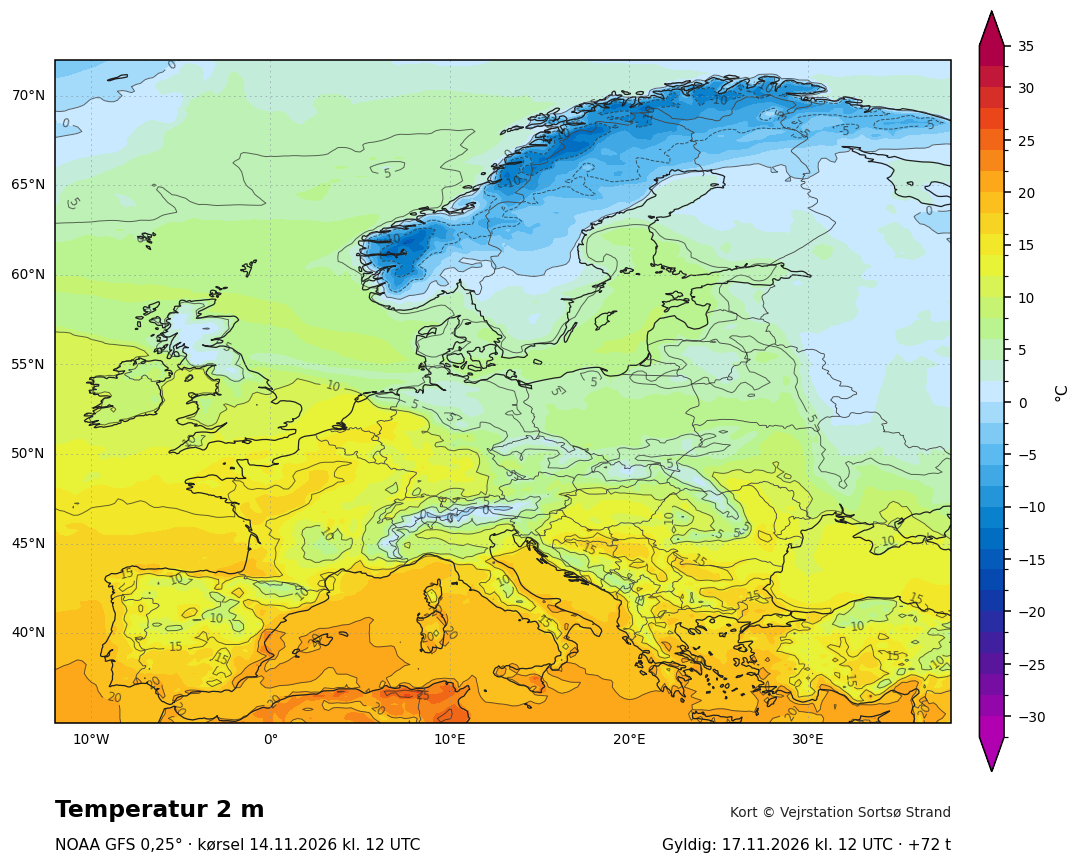 70°N
65°N
60°N
55°N
50°N
45°N
40°N
10°W
0°
10°E
20°E
30°E
35
30
25
20
15
10
5
0
−5
−10
−15
−20
−25
−30
°C
Temperatur 2 m
Kort © Vejrstation Sortsø Strand
NOAA GFS 0,25° · kørsel 14.11.2026 kl. 12 UTC
Gyldig: 17.11.2026 kl. 12 UTC · +72 t